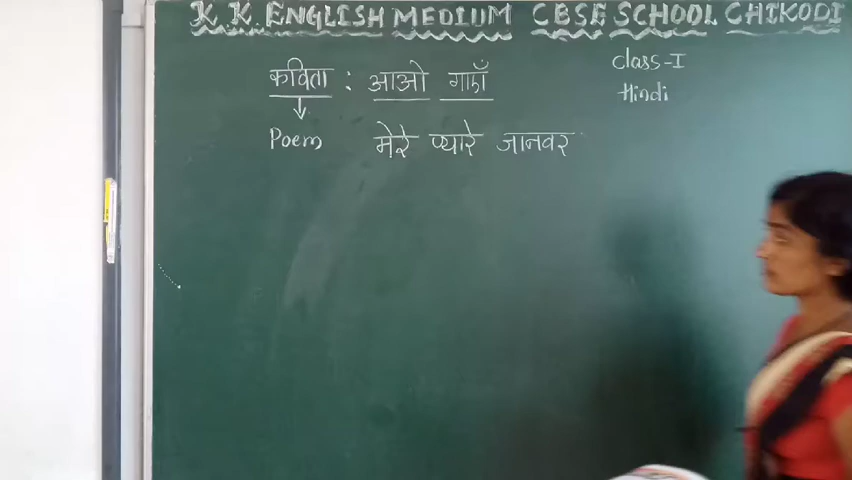 K.K. ENGLISH MEDIUM CBSE SCHOOL CHIKODI
कविता : आओ गाएँ
Class-I
Hindi
Poem मेरे प्यारे जानवर